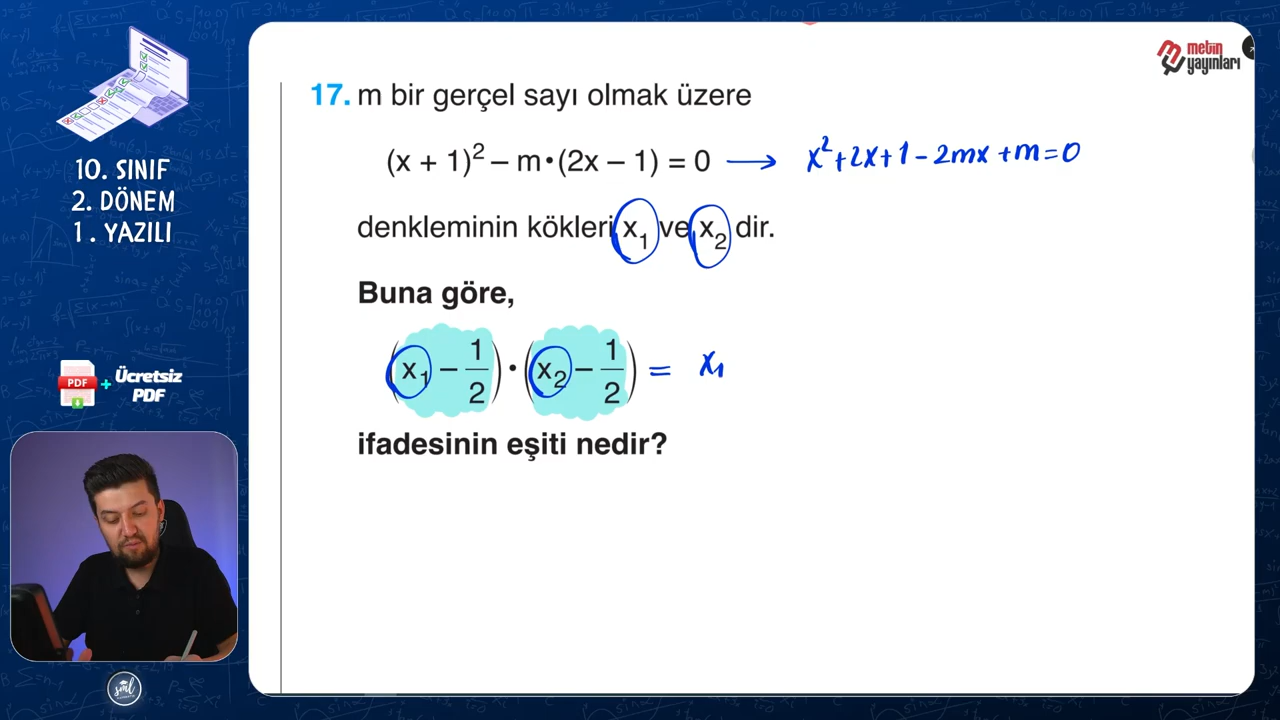 metin
yayınları
10. SINIF
2. DÖNEM
1. YAZILI
PDF + Ücretsiz
PDF
sml
17. m bir gerçel sayı olmak üzere
(x + 1)² – m•(2x – 1) = 0 → x²+2x+1-2mx+m=0
denkleminin kökleri x₁ ve x₂ dir.
Buna göre,
(x₁ – 1/2)•(x₂ – 1/2) = x₁
ifadesinin eşiti nedir?